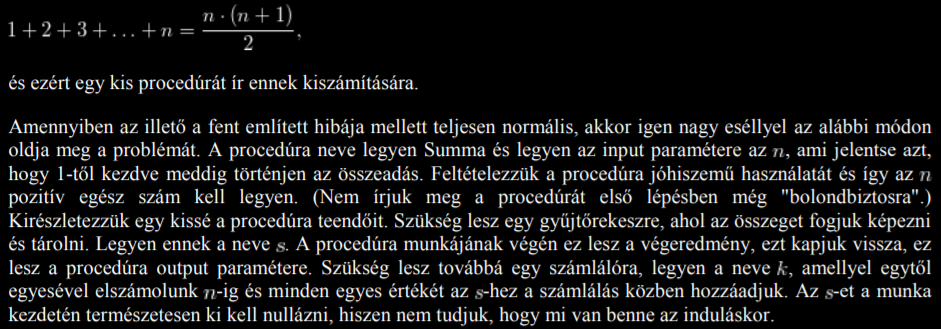 1 + 2 + 3 + … + n = n · (n + 1) / 2,
és ezért egy kis procedúrát ír ennek kiszámítására.
Amennyiben az illető a fent említett hibája mellett teljesen normális, akkor igen nagy eséllyel az alábbi módon
oldja meg a problémát. A procedúra neve legyen Summa és legyen az input paramétere az n, ami jelentse azt,
hogy 1-től kezdve meddig történjen az összeadás. Feltételezzük a procedúra jóhiszemű használatát és így az n
pozitív egész szám kell legyen. (Nem írjuk meg a procedúrát első lépésben még "bolondbiztosra".)
Kirészletezzük egy kissé a procedúra teendőit. Szükség lesz egy gyűjtőrekeszre, ahol az összeget fogjuk képezni
és tárolni. Legyen ennek a neve s. A procedúra munkájának végén ez lesz a végeredmény, ezt kapjuk vissza, ez
lesz a procedúra output paramétere. Szükség lesz továbbá egy számlálóra, legyen a neve k, amellyel egytől
egyesével elszámolunk n-ig és minden egyes értékét az s-hez a számlálás közben hozzáadjuk. Az s-et a munka
kezdetén természetesen ki kell nullázni, hiszen nem tudjuk, hogy mi van benne az induláskor.